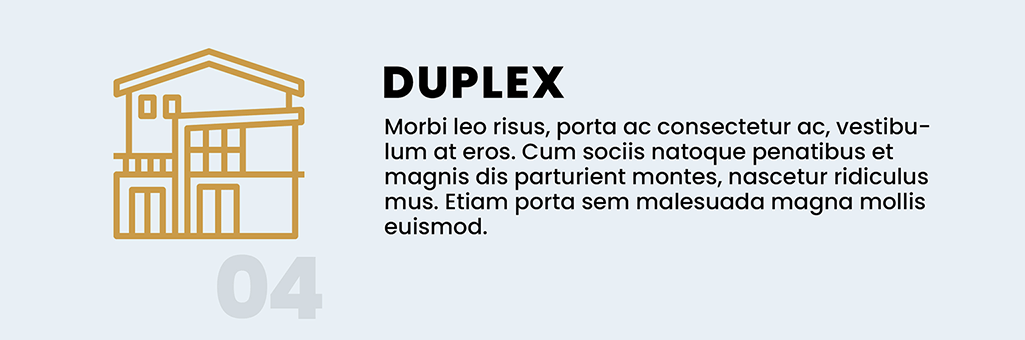 DUPLEX
Morbi leo risus, porta ac consectetur ac, vestibu-
lum at eros. Cum sociis natoque penatibus et
magnis dis parturient montes, nascetur ridiculus
mus. Etiam porta sem malesuada magna mollis
euismod.
04